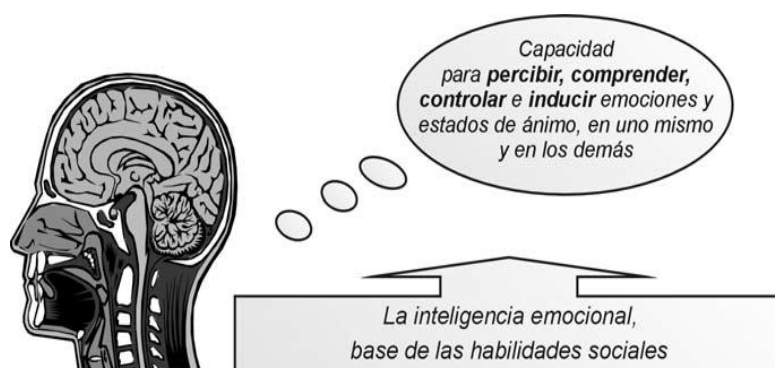 Capacidad
para percibir, comprender,
controlar e inducir emociones y
estados de ánimo, en uno mismo
y en los demás
La inteligencia emocional,
base de las habilidades sociales